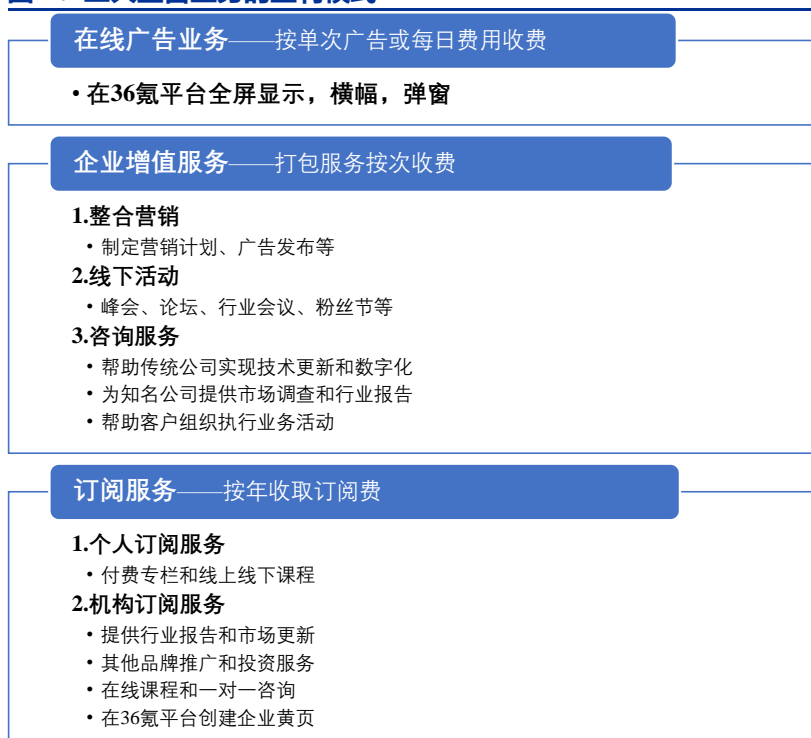 在线广告业务——按单次广告或每日费用收费
•在36氪平台全屏显示，横幅，弹窗
企业增值服务——打包服务按次收费
1.整合营销
•制定营销计划、广告发布等
2.线下活动
•峰会、论坛、行业会议、粉丝节等
3.咨询服务
•帮助传统公司实现技术更新和数字化
•为知名公司提供市场调查和行业报告
•帮助客户组织执行业务活动
订阅服务——按年收取订阅费
1.个人订阅服务
•付费专栏和线上线下课程
2.机构订阅服务
•提供行业报告和市场更新
•其他品牌推广和投资服务
•在线课程和一对一咨询
•在36氪平台创建企业黄页